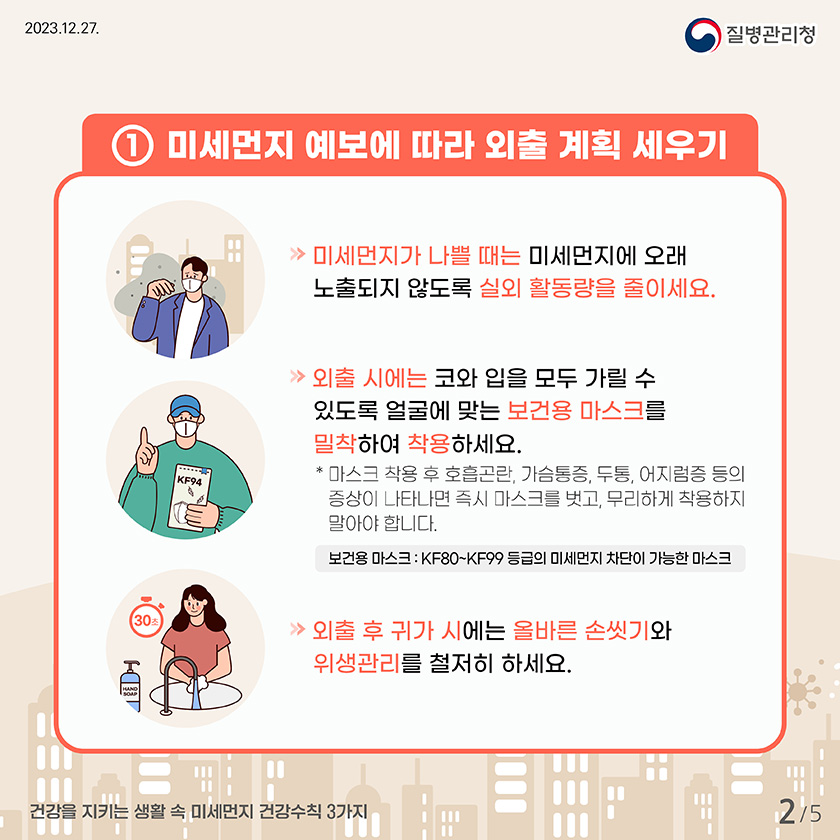 2023.12.27.
질병관리청
① 미세먼지 예보에 따라 외출 계획 세우기
» 미세먼지가 나쁠 때는 미세먼지에 오래
노출되지 않도록 실외 활동량을 줄이세요.
» 외출 시에는 코와 입을 모두 가릴 수
있도록 얼굴에 맞는 보건용 마스크를
밀착하여 착용하세요.
KF94
* 마스크 착용 후 호흡곤란, 가슴통증, 두통, 어지럼증 등의
증상이 나타나면 즉시 마스크를 벗고, 무리하게 착용하지
말아야 합니다.
보건용 마스크 : KF80~KF99 등급의 미세먼지 차단이 가능한 마스크
30초
HAND
SOAP
» 외출 후 귀가 시에는 올바른 손씻기와
위생관리를 철저히 하세요.
건강을 지키는 생활 속 미세먼지 건강수칙 3가지
2/5